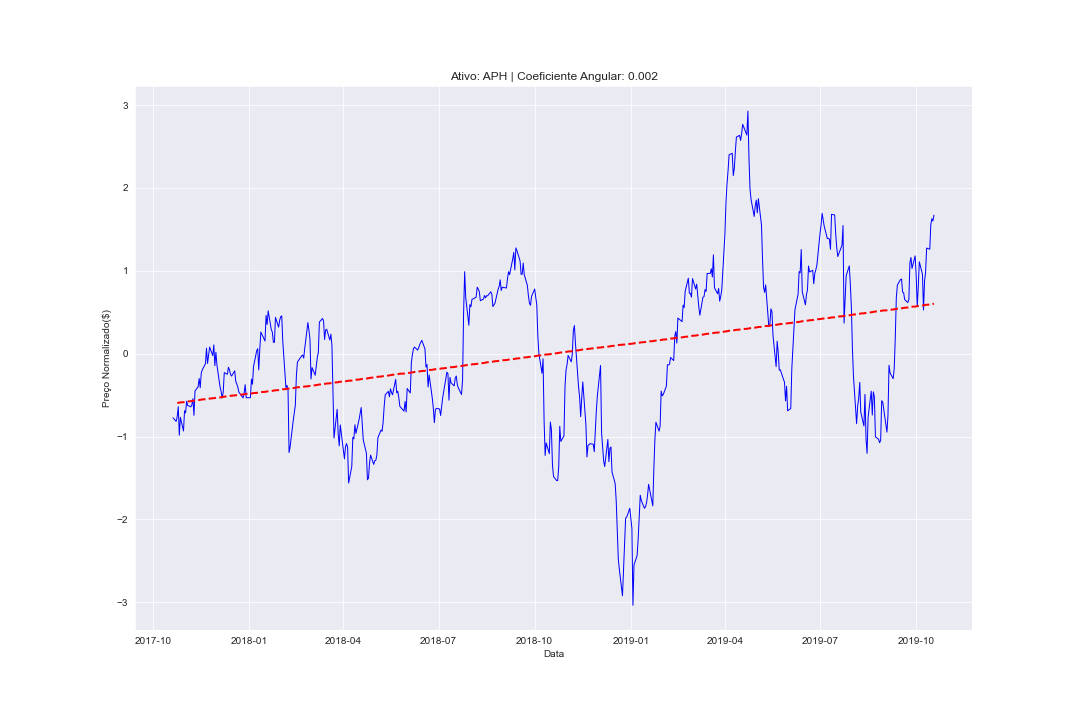 Ativo: APH | Coeficiente Angular: 0.002
3
2
1
0
−1
−2
−3
Preço Normalizado($)
2017-10 2018-01 2018-04 2018-07 2018-10 2019-01 2019-04 2019-07 2019-10
Data